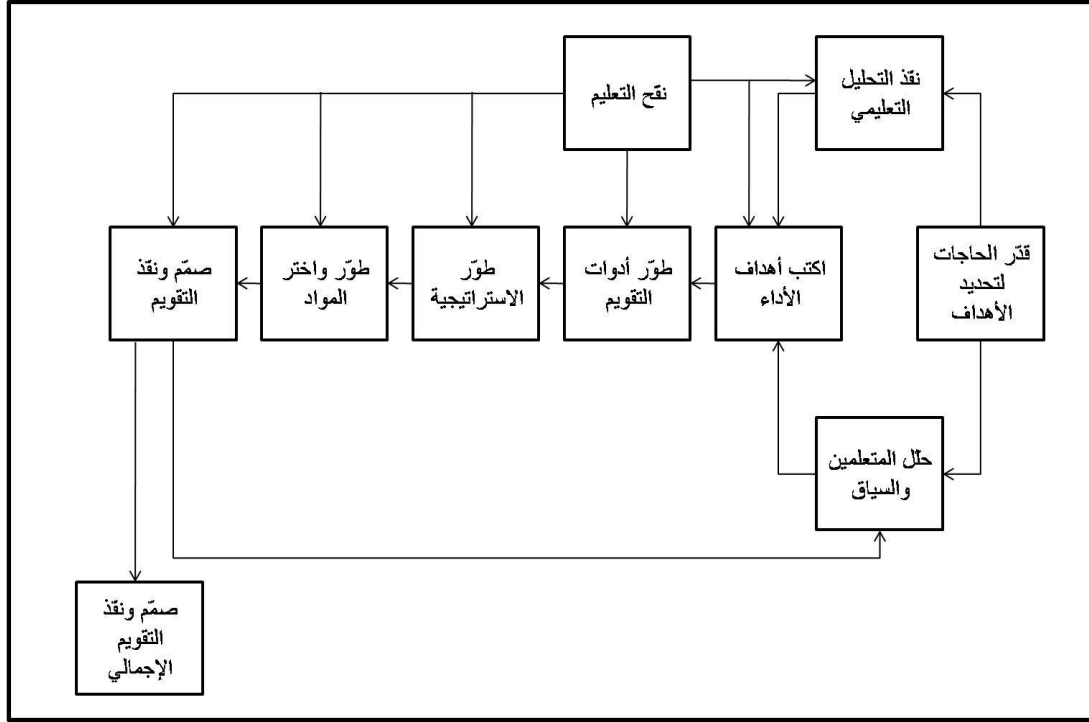 نفّذ التحليل
التعليمي
نقّح التعليم
قدّر الحاجات
لتحديد
الأهداف
اكتب أهداف
الأداء
طوّر أدوات
التقويم
طوّر
الاستراتيجية
طوّر واختر
المواد
صمّم ونفّذ
التقويم
حلّل المتعلمين
والسياق
صمّم ونفّذ
التقويم
الإجمالي